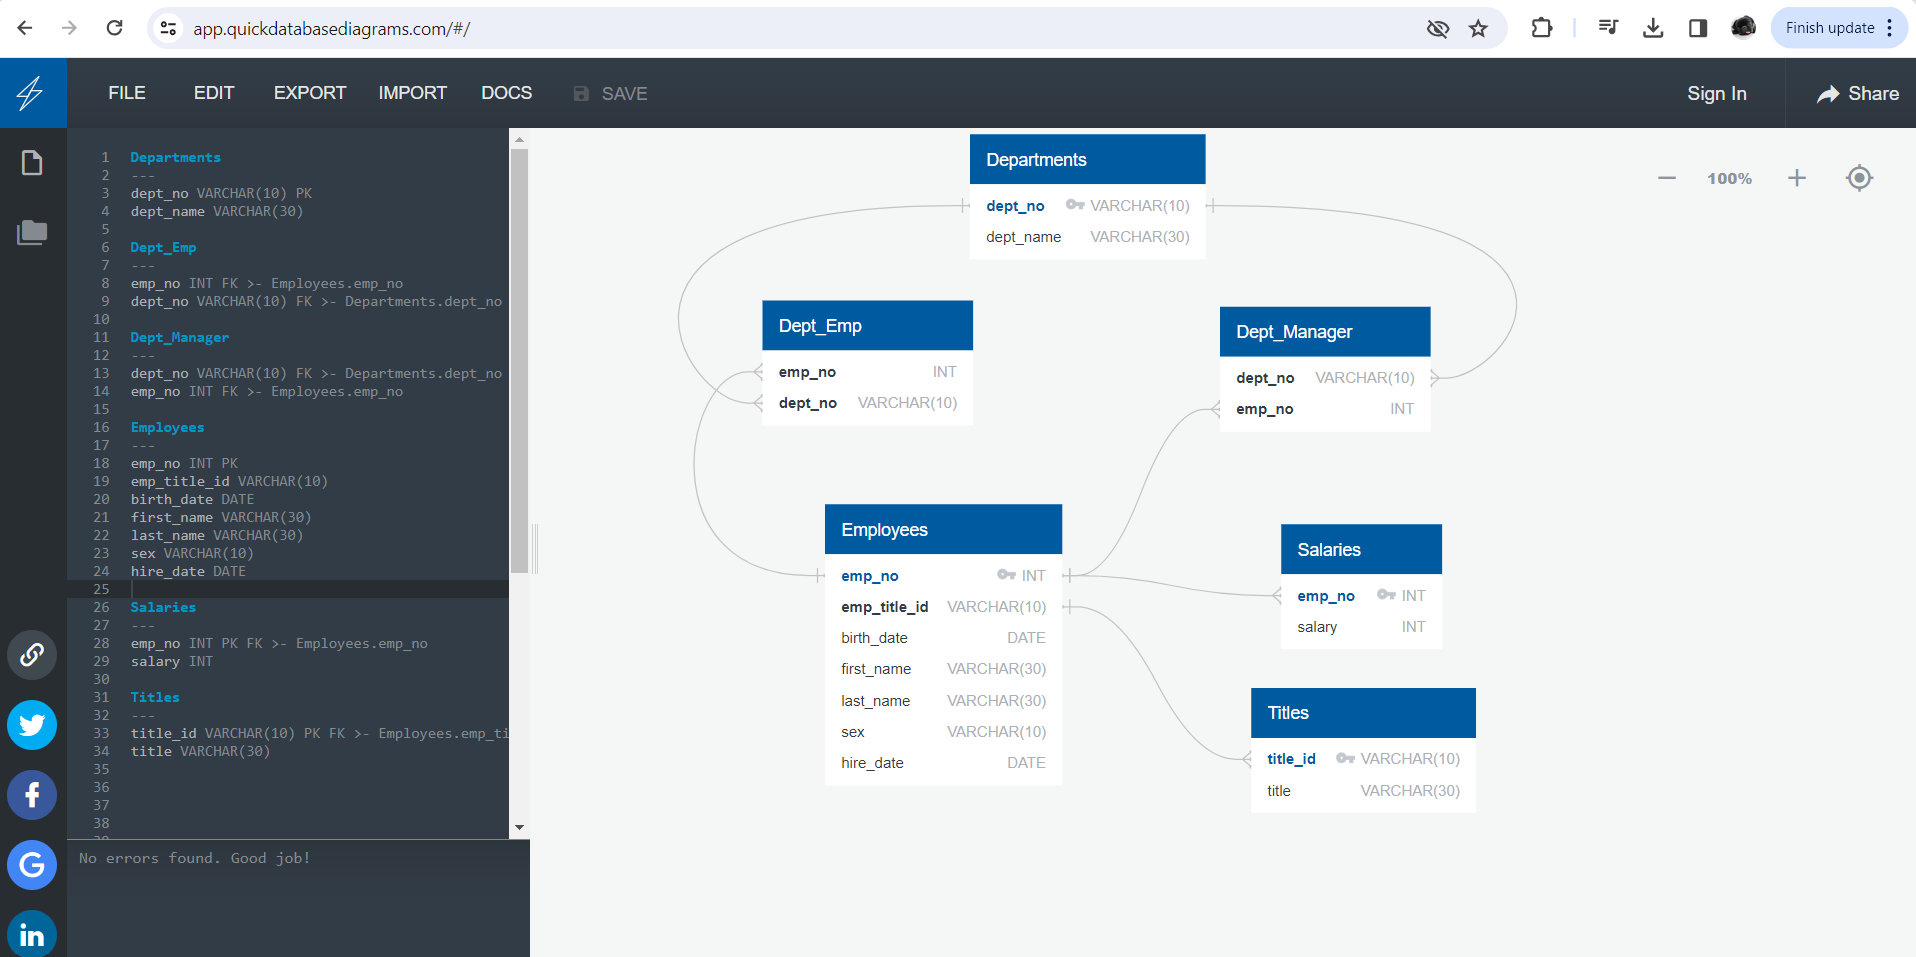 app.quickdatabasediagrams.com/#/
Finish update
FILE EDIT EXPORT IMPORT DOCS SAVE
Sign In
Share
1 Departments
2 ---
3 dept_no VARCHAR(10) PK
4 dept_name VARCHAR(30)
5
6 Dept_Emp
7 ---
8 emp_no INT FK >- Employees.emp_no
9 dept_no VARCHAR(10) FK >- Departments.dept_no
10
11 Dept_Manager
12 ---
13 dept_no VARCHAR(10) FK >- Departments.dept_no
14 emp_no INT FK >- Employees.emp_no
15
16 Employees
17 ---
18 emp_no INT PK
19 emp_title_id VARCHAR(10)
20 birth_date DATE
21 first_name VARCHAR(30)
22 last_name VARCHAR(30)
23 sex VARCHAR(10)
24 hire_date DATE
25
26 Salaries
27 ---
28 emp_no INT PK FK >- Employees.emp_no
29 salary INT
30
31 Titles
32 ---
33 title_id VARCHAR(10) PK FK >- Employees.emp_ti
34 title VARCHAR(30)
35
36
37
38
No errors found. Good job!
100%
Departments
dept_no VARCHAR(10)
dept_name VARCHAR(30)
Dept_Emp
emp_no INT
dept_no VARCHAR(10)
Dept_Manager
dept_no VARCHAR(10)
emp_no INT
Employees
emp_no INT
emp_title_id VARCHAR(10)
birth_date DATE
first_name VARCHAR(30)
last_name VARCHAR(30)
sex VARCHAR(10)
hire_date DATE
Salaries
emp_no INT
salary INT
Titles
title_id VARCHAR(10)
title VARCHAR(30)